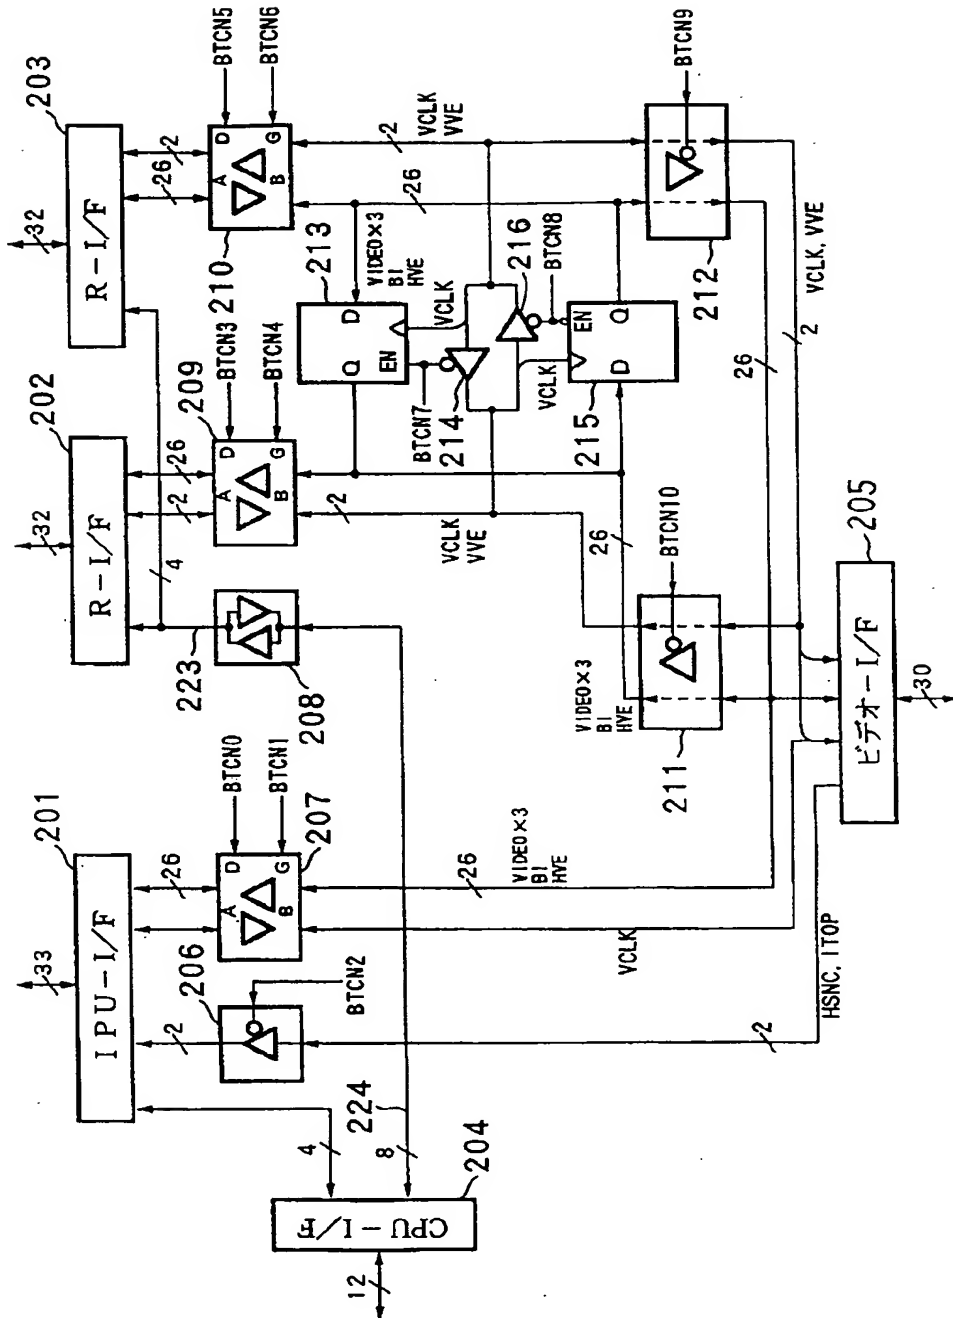 203
R-I/F
32
26
2
D
A
G
B
BTCN5
BTCN6
210
202
R-I/F
32
2
26
4
209
D
A
G
B
BTCN3
BTCN4
223
208
201
IPU-I/F
33
26
207
D
A
G
B
BTCN0
BTCN1
206
2
BTCN2
213
D
Q
EN
VIDEO×3
BI
HVE
VCLK
26
2
VCLK
VVE
BTCN7
214
216
BTCN8
VCLK
EN
D
Q
215
BTCN9
212
2
VCLK
VVE
26
VIDEO×3
BI
HVE
BTCN10
211
26
VCLK, VVE
2
26
VIDEO×3
BI
HVE
VCLK
HSNC, ITOP
2
224
4
8
204
CPU-I/F
12
205
ビデオ-I/F
30